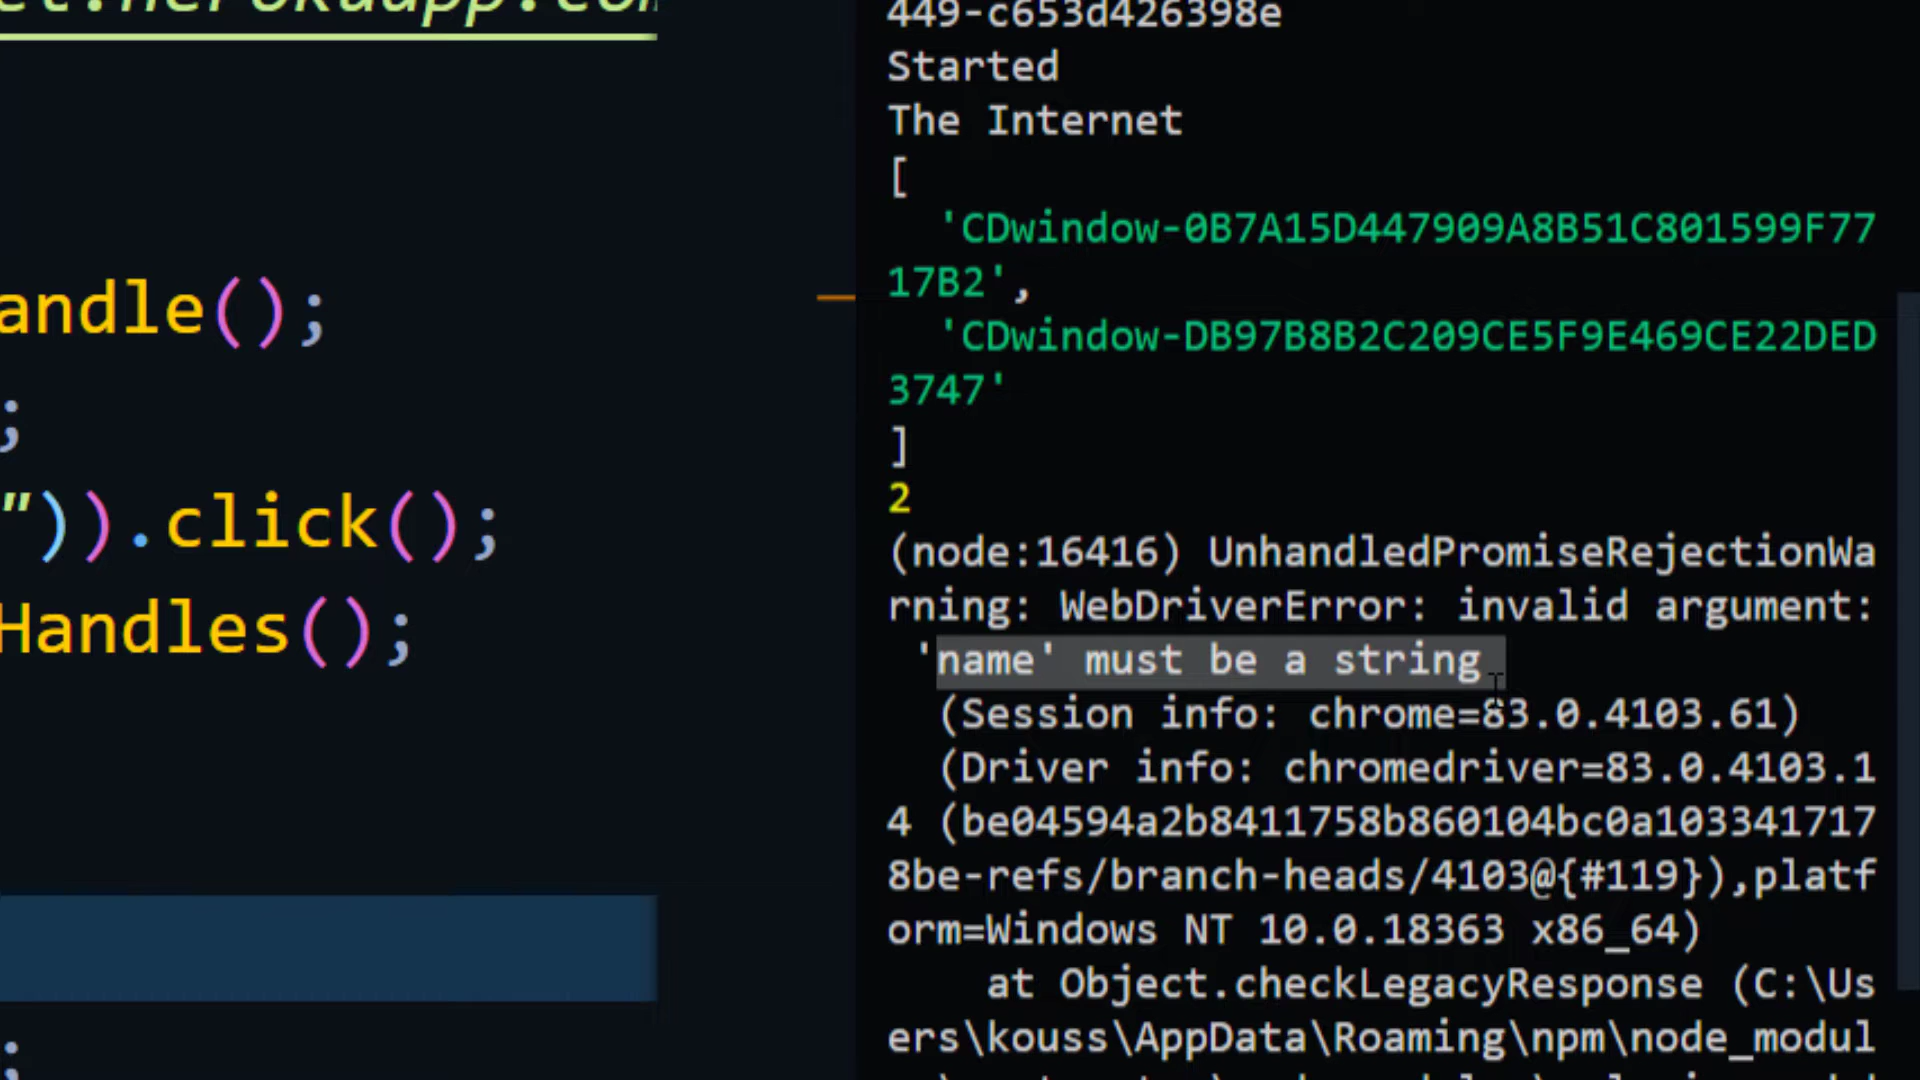 et.herokuapp.com
andle();
;
")).click();
Handles();
;
449-c653d426398e
Started
The Internet
[
'CDwindow-0B7A15D447909A8B51C801599F77
17B2',
'CDwindow-DB97B8B2C209CE5F9E469CE22DED
3747'
]
2
(node:16416) UnhandledPromiseRejectionWa
rning: WebDriverError: invalid argument:
'name' must be a string
(Session info: chrome=83.0.4103.61)
(Driver info: chromedriver=83.0.4103.1
4 (be04594a2b8411758b860104bc0a103341717
8be-refs/branch-heads/4103@{#119}),platf
orm=Windows NT 10.0.18363 x86_64)
at Object.checkLegacyResponse (C:\Us
ers\kouss\AppData\Roaming\npm\node_modul